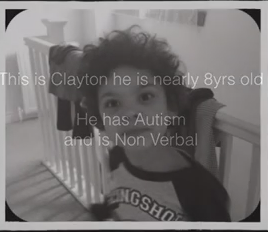 This is Clayton he is nearly 8yrs old
He has Autism
and is Non Verbal